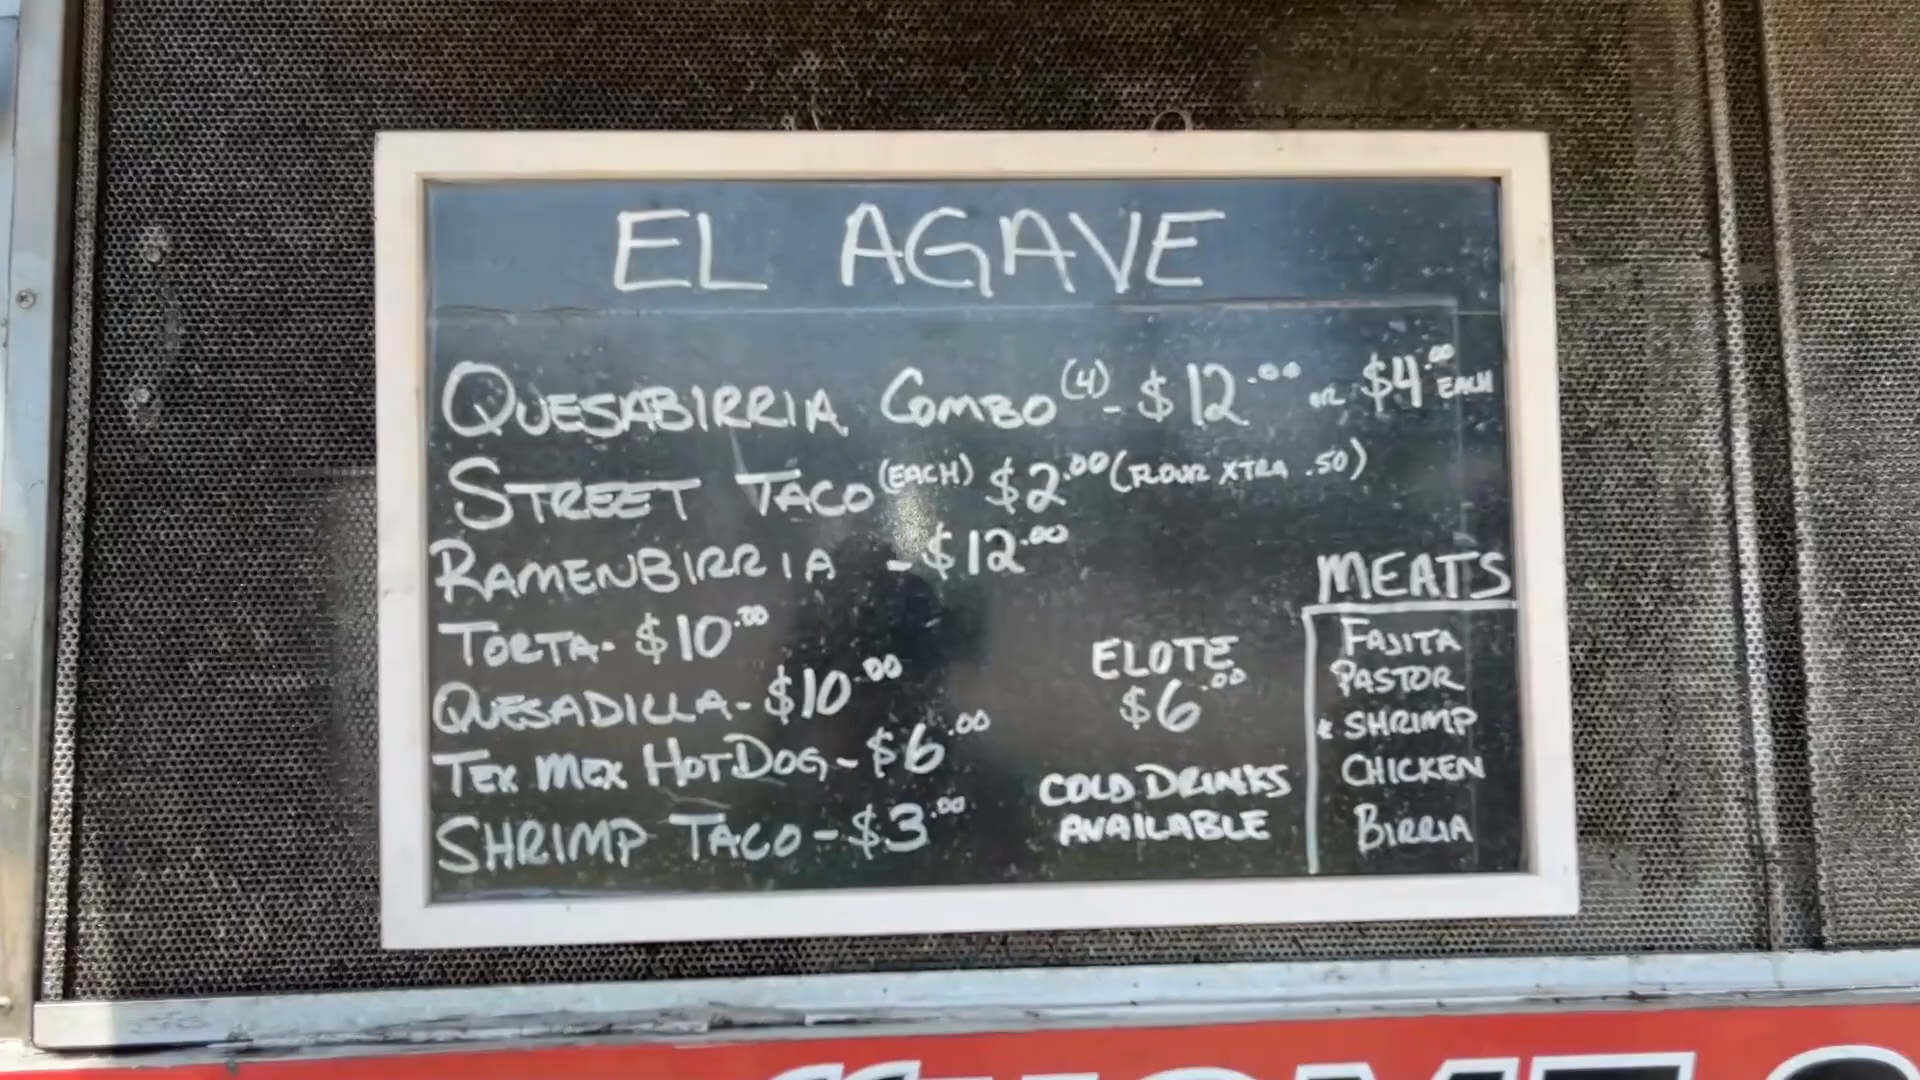 EL AGAVE
QUESABIRRIA COMBO (4) - $12.00 OR $4.00 EACH
STREET TACO (EACH) $2.00 (FLOUR XTRA .50)
RAMENBIRRIA - $12.00
TORTA - $10.00
QUESADILLA - $10.00
TEX MEX HOTDOG - $6.00
SHRIMP TACO - $3.00
ELOTE
$6.00
COLD DRINKS
AVAILABLE
MEATS
FAJITA
PASTOR
* SHRIMP
CHICKEN
BIRRIA